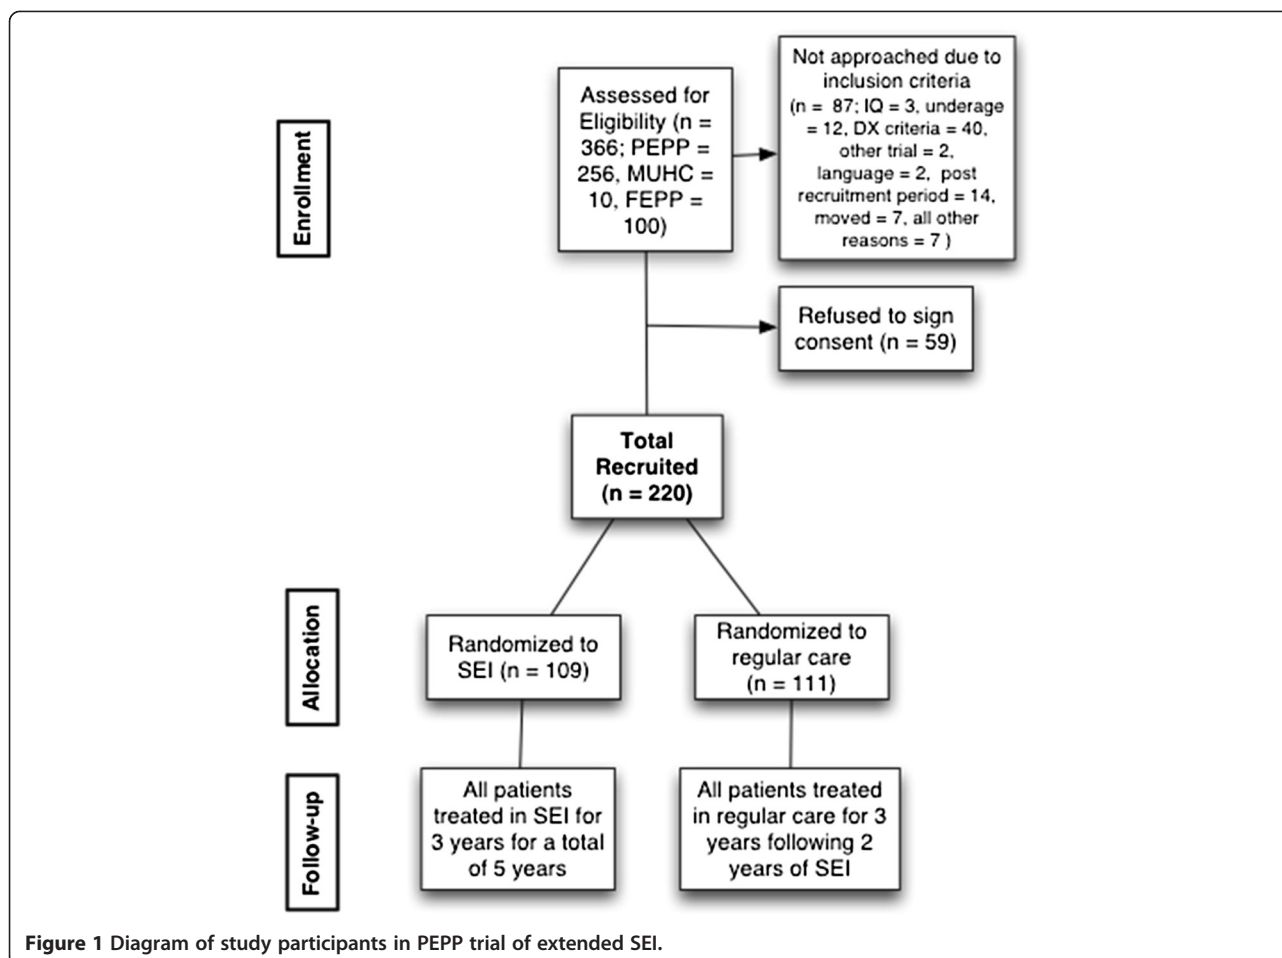 Enrollment
Assessed for
Eligibility (n =
366; PEPP =
256, MUHC =
10, FEPP =
100)
Not approached due to
inclusion criteria
(n = 87; IQ = 3, underage
= 12, DX criteria = 40,
other trial = 2,
language = 2, post
recruitment period = 14,
moved = 7, all other
reasons = 7 )
Refused to sign
consent (n = 59)
Total
Recruited
(n = 220)
Allocation
Randomized to
SEI (n = 109)
Randomized to
regular care
(n = 111)
Follow-up
All patients
treated in SEI for
3 years for a total
of 5 years
All patients treated
in regular care for 3
years following 2
years of SEI
Figure 1 Diagram of study participants in PEPP trial of extended SEI.